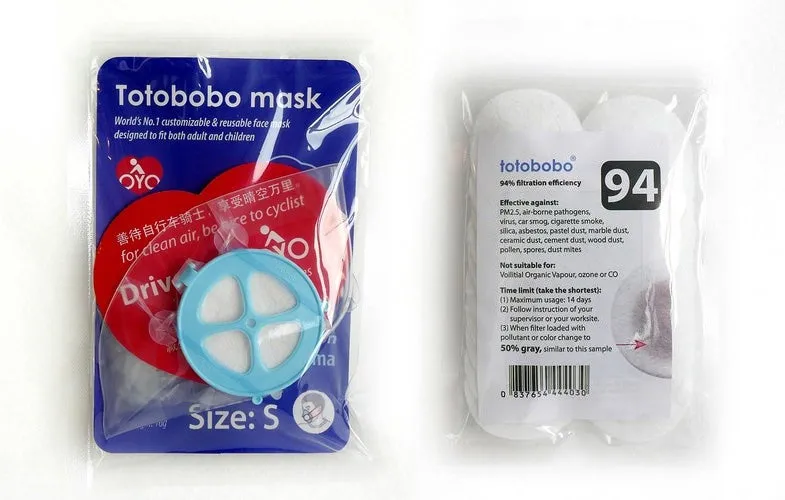 Totobobo mask
World's No.1 customizable & reusable face mask
designed to fit both adult and children
OYO
善待自行车骑士，享受晴空万里
for clean air, be nice to cyclist
Drive
Size: S
totobobo®
94% filtration efficiency
94
Effective against:
PM2.5, air-borne pathogens,
virus, car smog, cigarette smoke,
silica, asbestos, pastel dust, marble dust,
ceramic dust, cement dust, wood dust,
pollen, spores, dust mites
Not suitable for:
Voilitial Organic Vapour, ozone or CO
Time limit (take the shortest):
(1) Maximum usage: 14 days
(2) Follow instruction of your
supervisor or your worksite.
(3) When filter loaded with
pollutant or color change to
50% gray, similar to this sample
0 837654 444030